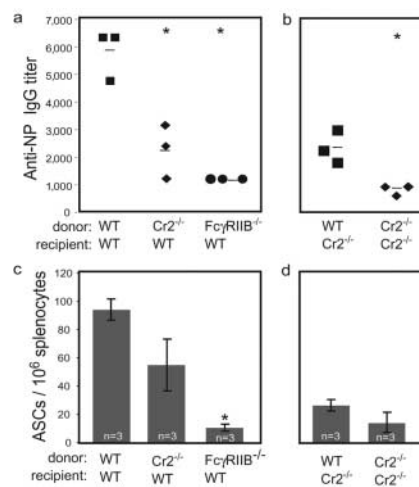 a
b
*
*
*
7,000
6,000
5,000
4,000
3,000
2,000
1,000
0
Anti-NP IgG titer
donor: WT Cr2-/- FcγRIIB-/- WT Cr2-/-
recipient: WT WT WT Cr2-/- Cr2-/-
c
d
120
100
80
60
40
20
0
ASCs / 10⁶ splenocytes
*
n=3 n=3 n=3 n=3 n=3
donor: WT Cr2-/- FcγRIIB-/- WT Cr2-/-
recipient: WT WT WT Cr2-/- Cr2-/-